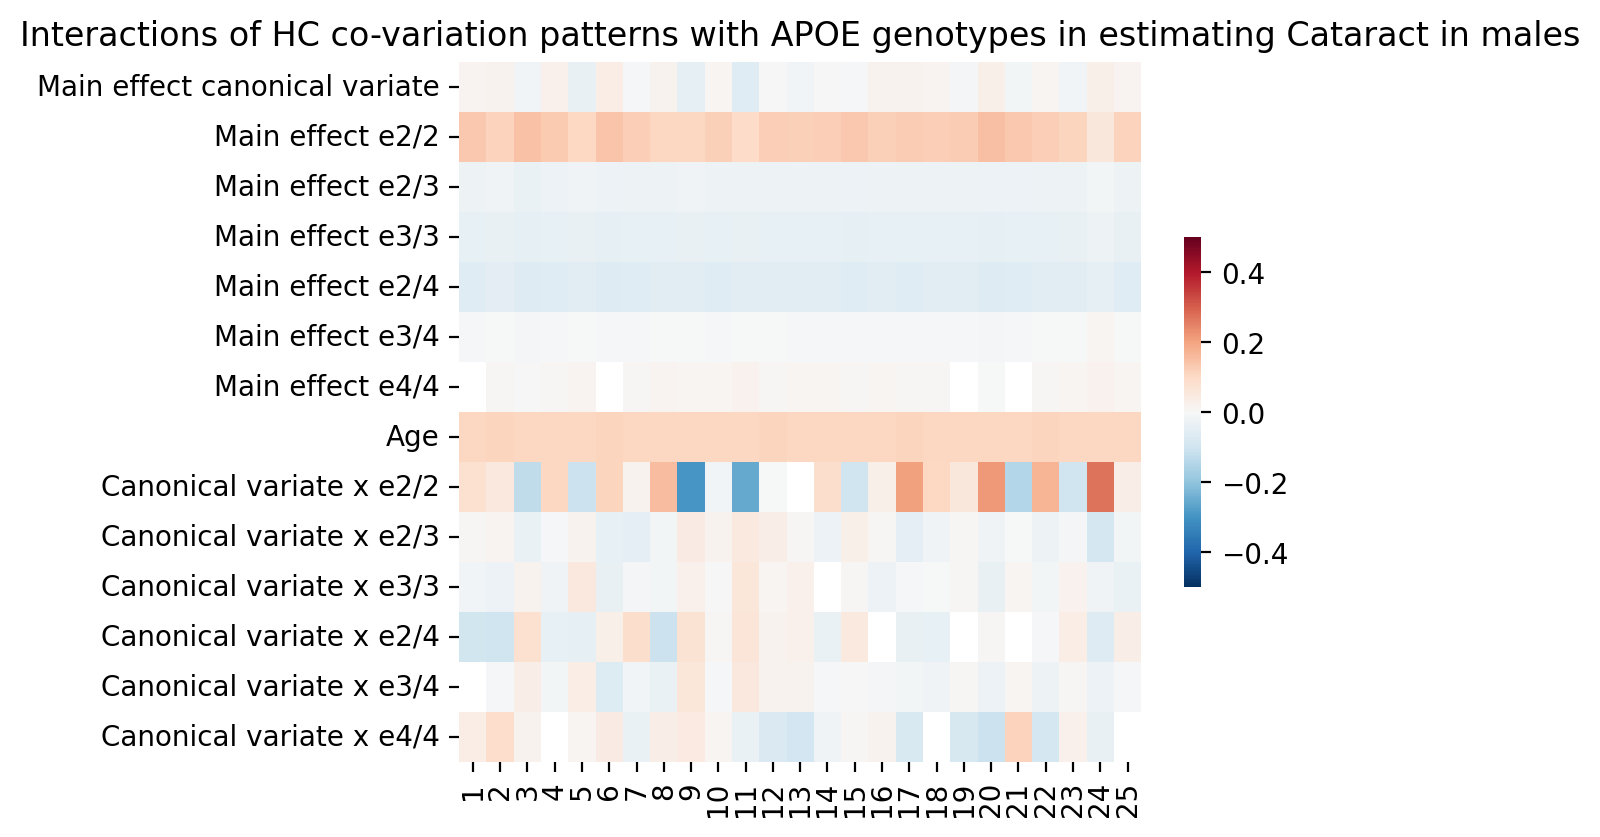 Interactions of HC co-variation patterns with APOE genotypes in estimating Cataract in males
Main effect canonical variate
Main effect e2/2
Main effect e2/3
Main effect e3/3
Main effect e2/4
Main effect e3/4
Main effect e4/4
Age
Canonical variate x e2/2
Canonical variate x e2/3
Canonical variate x e3/3
Canonical variate x e2/4
Canonical variate x e3/4
Canonical variate x e4/4
1 2 3 4 5 6 7 8 9 10 11 12 13 14 15 16 17 18 19 20 21 22 23 24 25
0.4
0.2
0.0
−0.2
−0.4